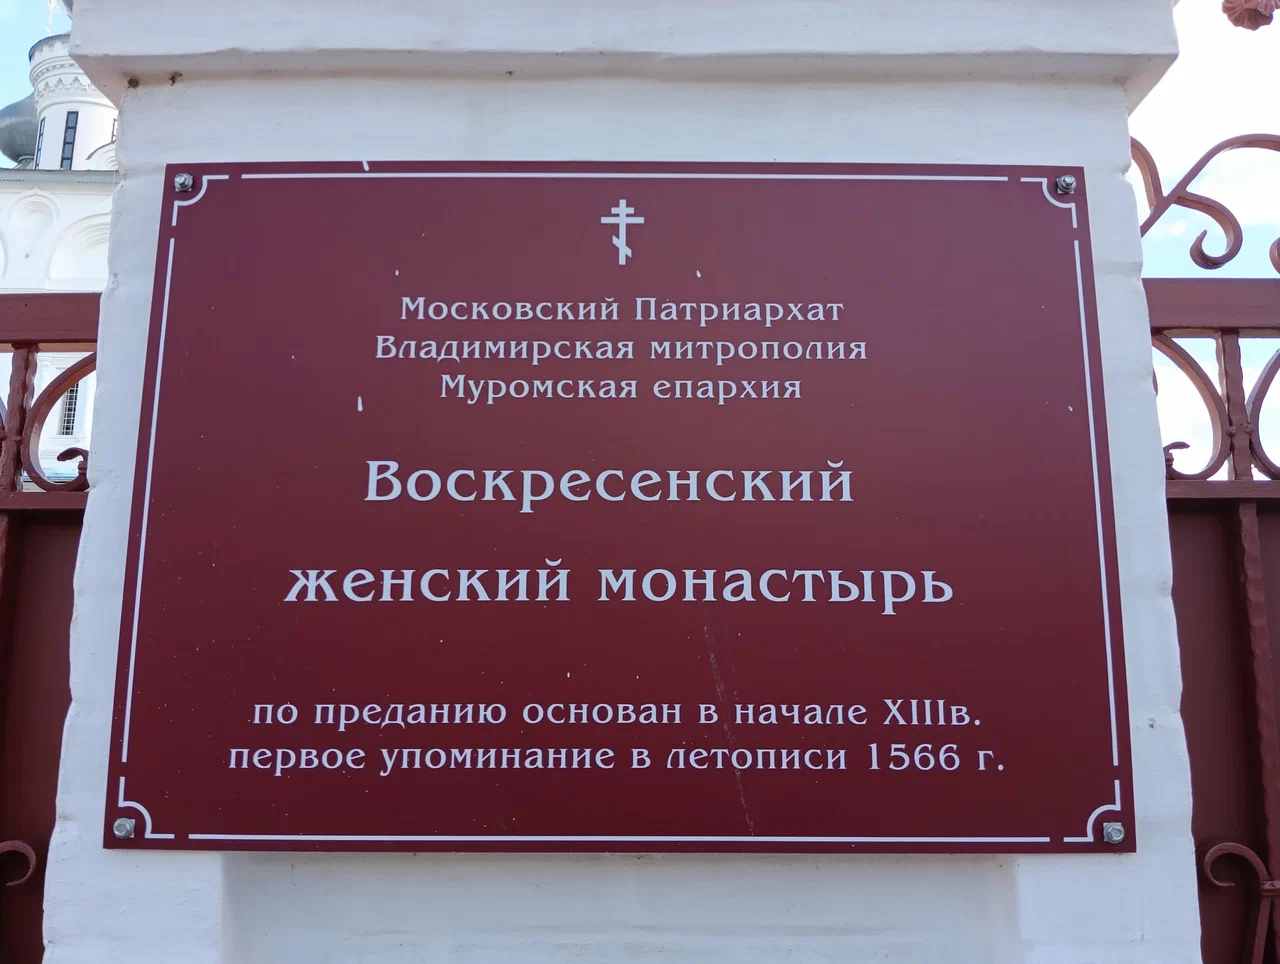 Московский Патриархат
Владимирская митрополия
Муромская епархия
Воскресенский
женский монастырь
по преданию основан в начале XIIIв.
первое упоминание в летописи 1566 г.